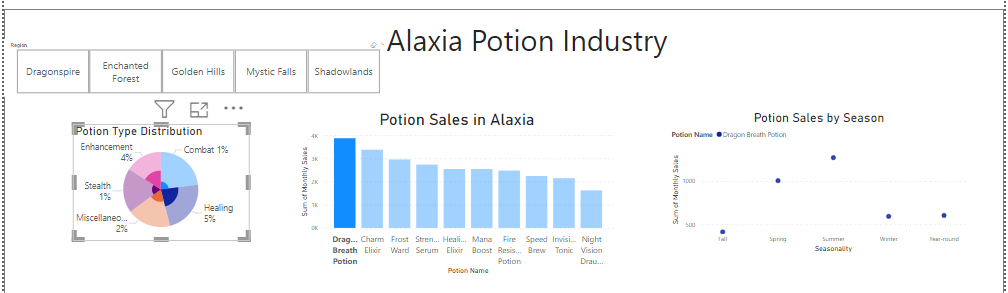 Alaxia Potion Industry
Region
Dragonspire
Enchanted
Forest
Golden Hills
Mystic Falls
Shadowlands
Potion Type Distribution
Enhancement
4%
Combat 1%
Stealth
1%
Healing
5%
Miscellaneo...
2%
Potion Sales in Alaxia
Sum of Monthly Sales
4K
3K
2K
1K
0K
Drag...
Breath
Potion
Charm
Elixir
Frost
Ward
Stren...
Serum
Heali...
Elixir
Mana
Boost
Fire
Resis...
Potion
Speed
Brew
Invisi...
Tonic
Night
Vision
Drau...
Potion Name
Potion Sales by Season
Potion Name Dragon Breath Potion
Sum of Monthly Sales
1000
500
Fall
Spring
Summer
Winter
Year-round
Seasonality